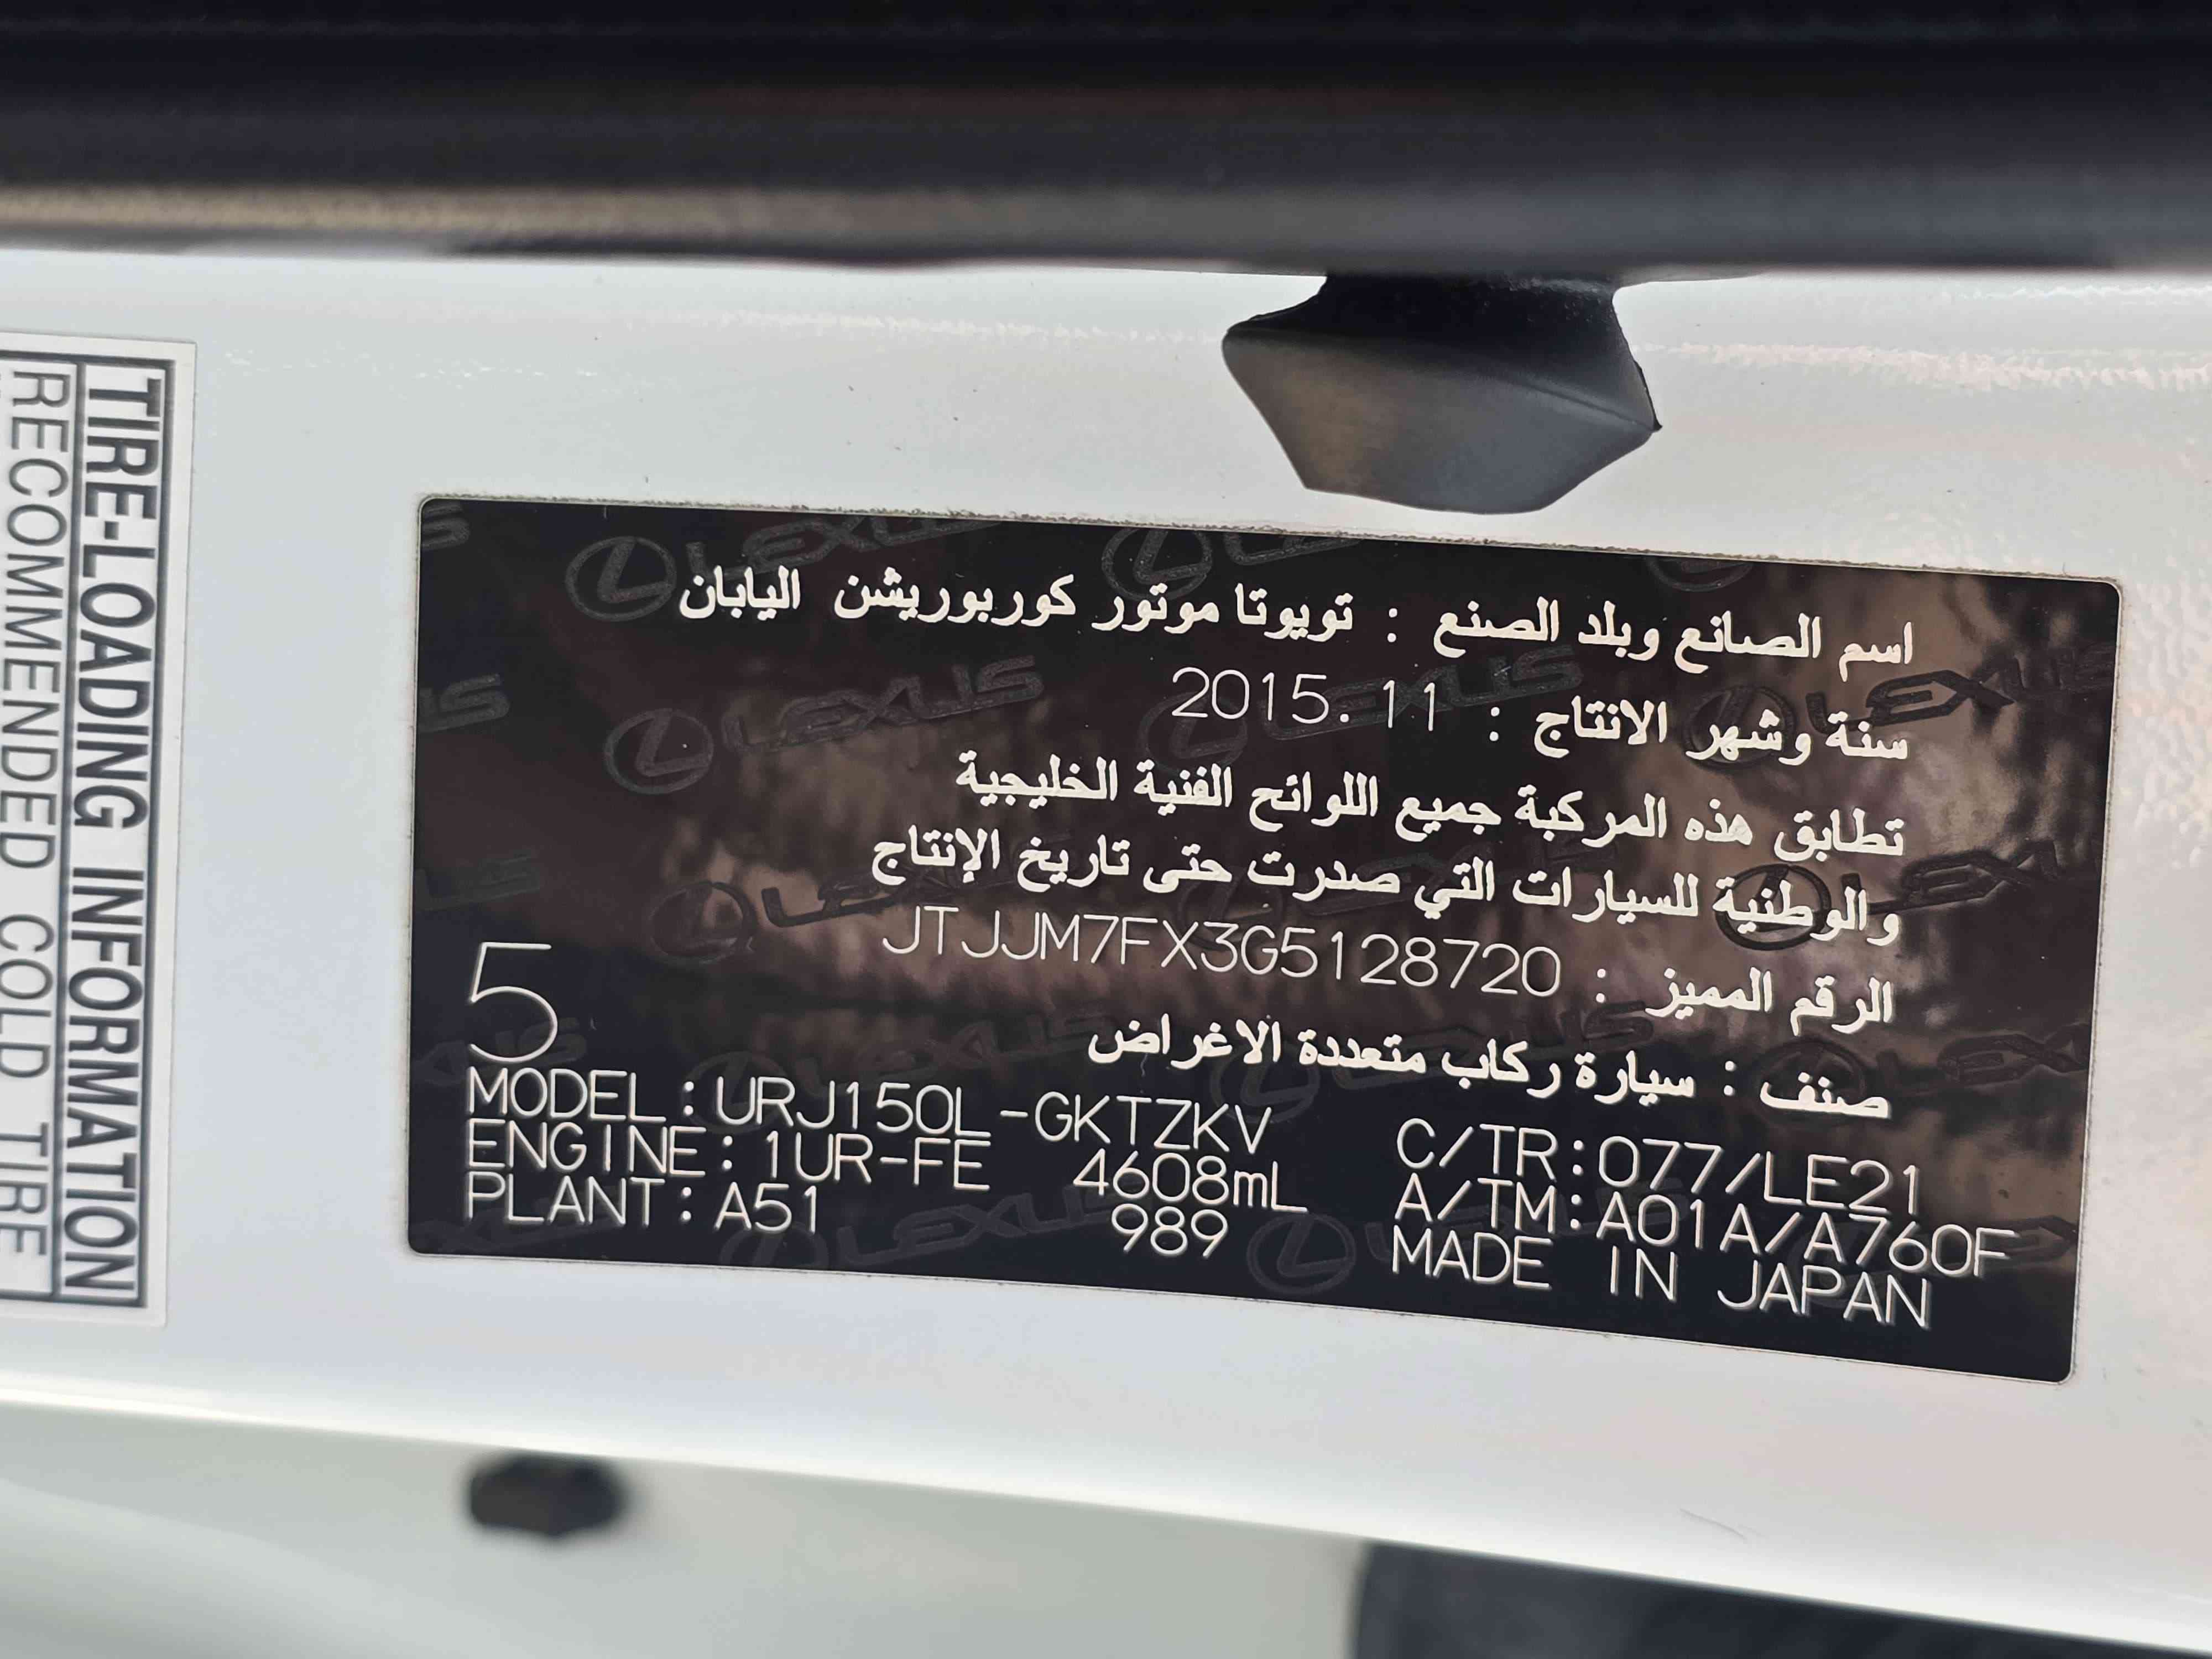 TIRE-LOADING INFORMATION
RECOMMENDED COLD TIRE
اسم الصانع وبلد الصنع : تويوتا موتور كوربوريشن اليابان
سنة وشهر الانتاج : 2015.11
تطابق هذه المركبة جميع اللوائح الفنية الخليجية
والوطنية للسيارات التي صدرت حتى تاريخ الإنتاج
الرقم المميز : JTJJM7FX3G5128720
صنف : سيارة ركاب متعددة الاغراض
5
MODEL:URJ150L-GKTZKV C/TR:077/LE21
ENGINE:1UR-FE 4608mL A/TM:A01A/A760F
PLANT:A51 989 MADE IN JAPAN
LEXUS